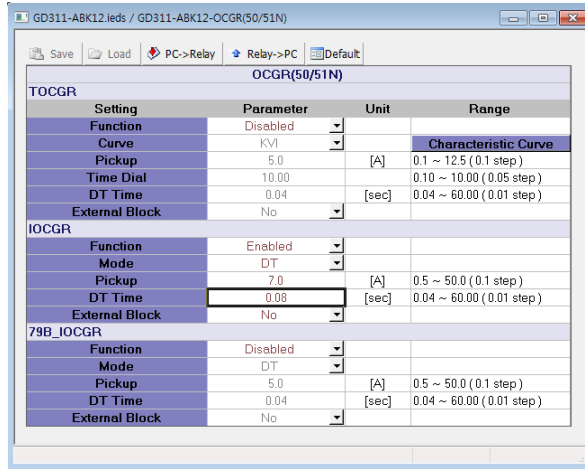 GD311-ABK12.ieds / GD311-ABK12-OCGR(50/51N)
Save Load PC->Relay Relay->PC Default
OCGR(50/51N)
TOCGR
Setting Parameter Unit Range
Function Disabled
Curve KVI Characteristic Curve
Pickup 5.0 [A] 0.1 ~ 12.5 ( 0.1 step )
Time Dial 10.00 0.10 ~ 10.00 ( 0.05 step )
DT Time 0.04 [sec] 0.04 ~ 60.00 ( 0.01 step )
External Block No
IOCGR
Function Enabled
Mode DT
Pickup 7.0 [A] 0.5 ~ 50.0 ( 0.1 step )
DT Time 0.08 [sec] 0.04 ~ 60.00 ( 0.01 step )
External Block No
79B_IOCGR
Function Disabled
Mode DT
Pickup 5.0 [A] 0.5 ~ 50.0 ( 0.1 step )
DT Time 0.04 [sec] 0.04 ~ 60.00 ( 0.01 step )
External Block No